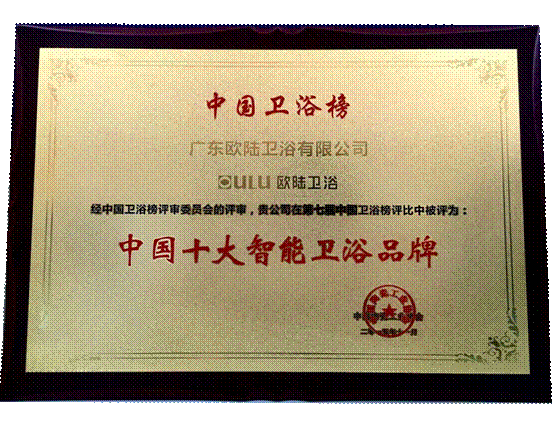 中国卫浴榜
广东欧陆卫浴有限公司
OULU 欧陆卫浴
经中国卫浴榜评审委员会的评审，贵公司在第七届中国卫浴榜评比中被评为：
中国十大智能卫浴品牌